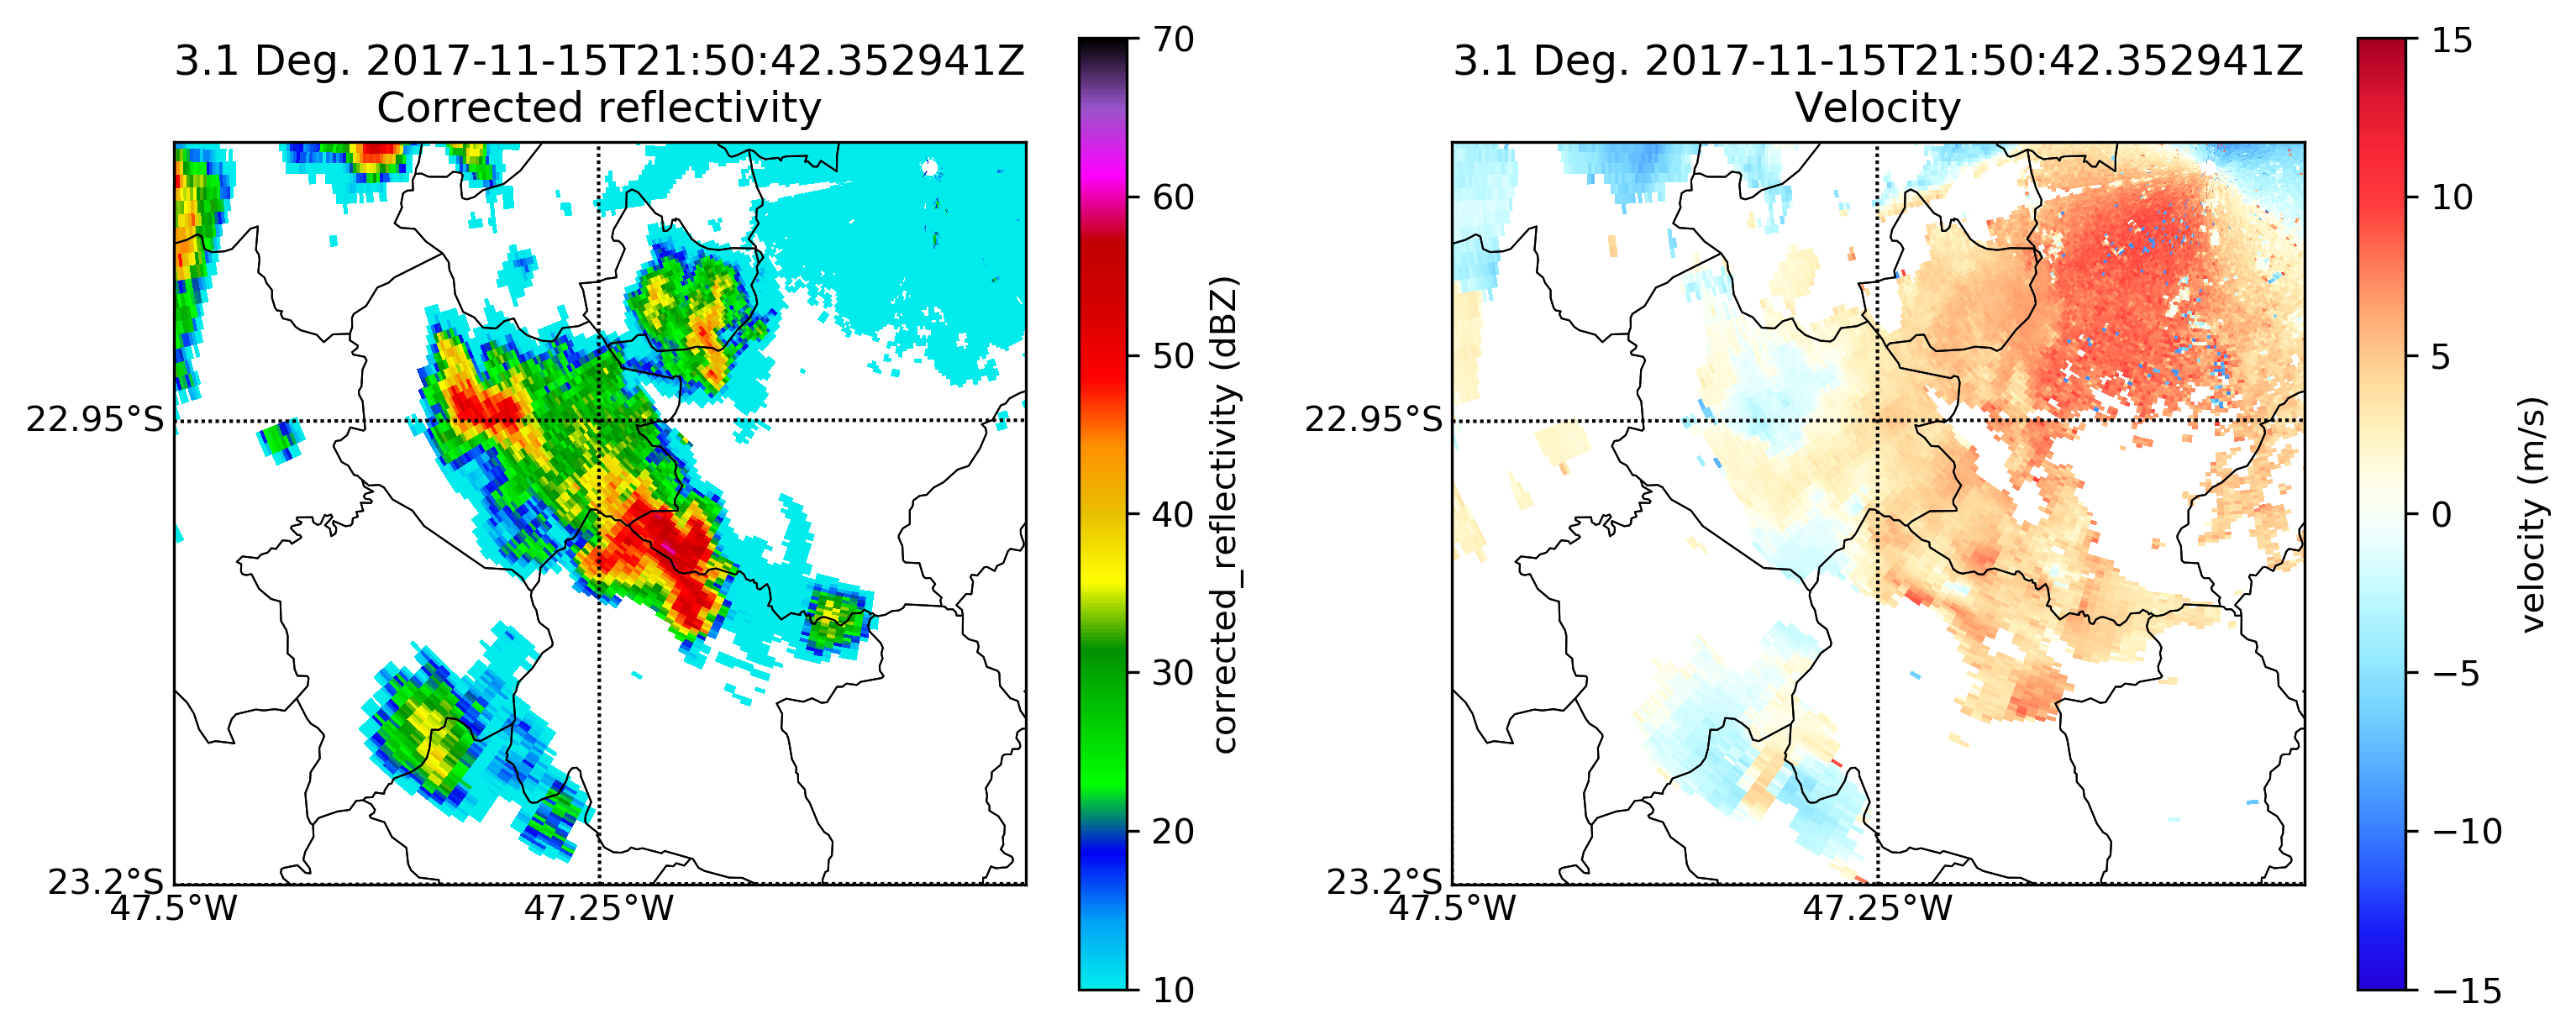 3.1 Deg. 2017-11-15T21:50:42.352941Z
Corrected reflectivity
22.95°S
23.2°S
47.5°W
47.25°W
70
60
50
40
30
20
10
corrected_reflectivity (dBZ)
3.1 Deg. 2017-11-15T21:50:42.352941Z
Velocity
22.95°S
23.2°S
47.5°W
47.25°W
15
10
5
0
−5
−10
−15
velocity (m/s)